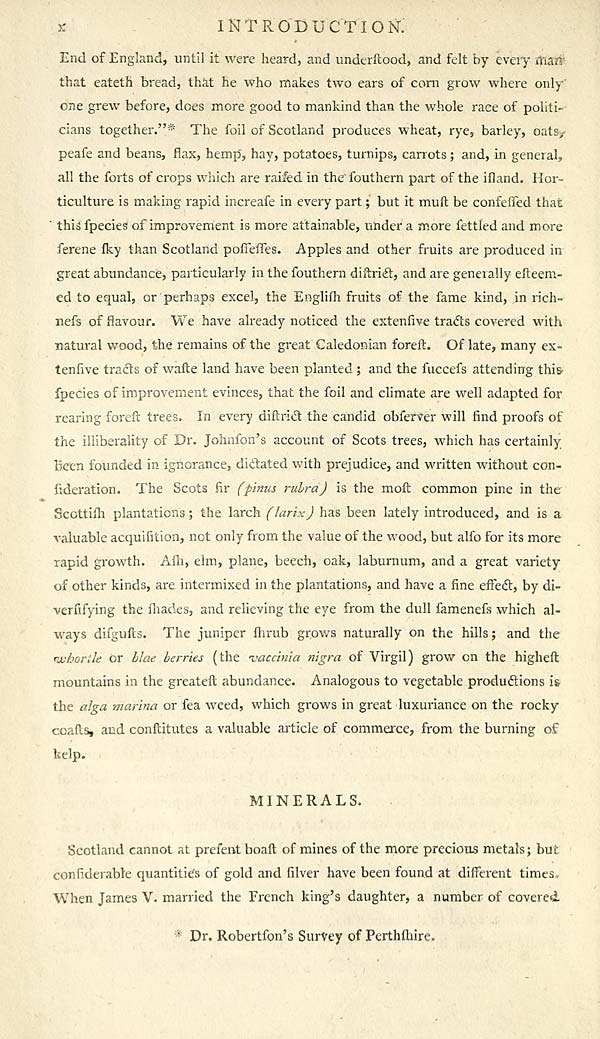 x INTRODUCTION.
End of England, until it were heard, and underſtood, and felt by every man
that eateth bread, that he who makes two ears of corn grow where only
one grew before, does more good to mankind than the whole race of politi-
cians together.”* The ſoil of Scotland produces wheat, rye, barley, oats,
peaſe and beans, flax, hemp, hay, potatoes, turnips, carrots; and, in general,
all the ſorts of crops which are raiſed in the ſouthern part of the iſland. Hor-
ticulture is making rapid increaſe in every part; but it muſt be confeſſed that
this ſpecies of improvement is more attainable, under a more ſettled and more
ſerene ſky than Scotland poſſeſſes. Apples and other fruits are produced in
great abundance, particularly in the ſouthern diſtrict, and are generally eſteem-
ed to equal, or perhaps excel, the Engliſh fruits of the ſame kind, in rich-
neſs of flavour. We have already noticed the extenſive tracts covered with
natural wood, the remains of the great Caledonian foreſt. Of late, many ex-
tenſive tracts of waſte land have been planted; and the ſucceſs attending this
ſpecies of improvement evinces, that the ſoil and climate are well adapted for
rearing foreſt trees. In every diſtrict the candid obſerver will find proofs of
the illiberality of Dr. Johnſon’s account of Scots trees, which has certainly
been founded in ignorance, dictated with prejudice, and written without con-
ſideration. The Scots fir (pinus rubra) is the moſt common pine in the
Scottiſh plantations; the larch (larix) has been lately introduced, and is a
valuable acquiſition, not only from the value of the wood, but alſo for its more
rapid growth. Aſh, elm, plane, beech, oak, laburnum, and a great variety
of other kinds, are intermixed in the plantations, and have a fine effect, by di-
verſifying the ſhades, and relieving the eye from the dull ſameneſs which al-
ways diſguſts. The juniper ſhrub grows naturally on the hills; and the
whortle or blae berries (the vaccinia nigra of Virgil) grow on the higheſt
mountains in the greateſt abundance. Analogous to vegetable productions is
the alga marina or ſea weed, which grows in great luxuriance on the rocky
coaſts, and conſtitutes a valuable article of commerce, from the burning of
kelp.
MINERALS.
Scotland cannot at preſent boaſt of mines of the more precious metals; but
conſiderable quantities of gold and ſilver have been found at different times.
When James V. married the French king’s daughter, a number of covered
* Dr. Robertſon’s Survey of Perthſhire.